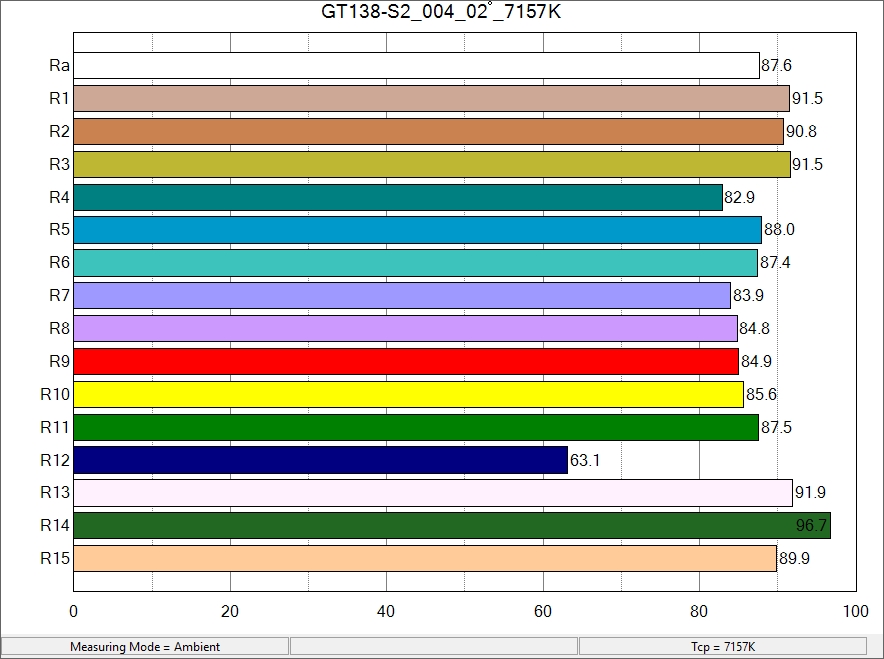 GT138-S2_004_02°_7157K
Ra 87.6
R1 91.5
R2 90.8
R3 91.5
R4 82.9
R5 88.0
R6 87.4
R7 83.9
R8 84.8
R9 84.9
R10 85.6
R11 87.5
R12 63.1
R13 91.9
R14 96.7
R15 89.9
0 20 40 60 80 100
Measuring Mode = Ambient Tcp = 7157K